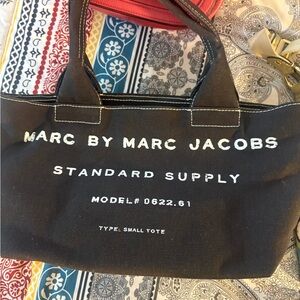 MARC BY MARC JACOBS
STANDARD SUPPLY
MODEL# 0622.61
TYPE: SMALL TOTE